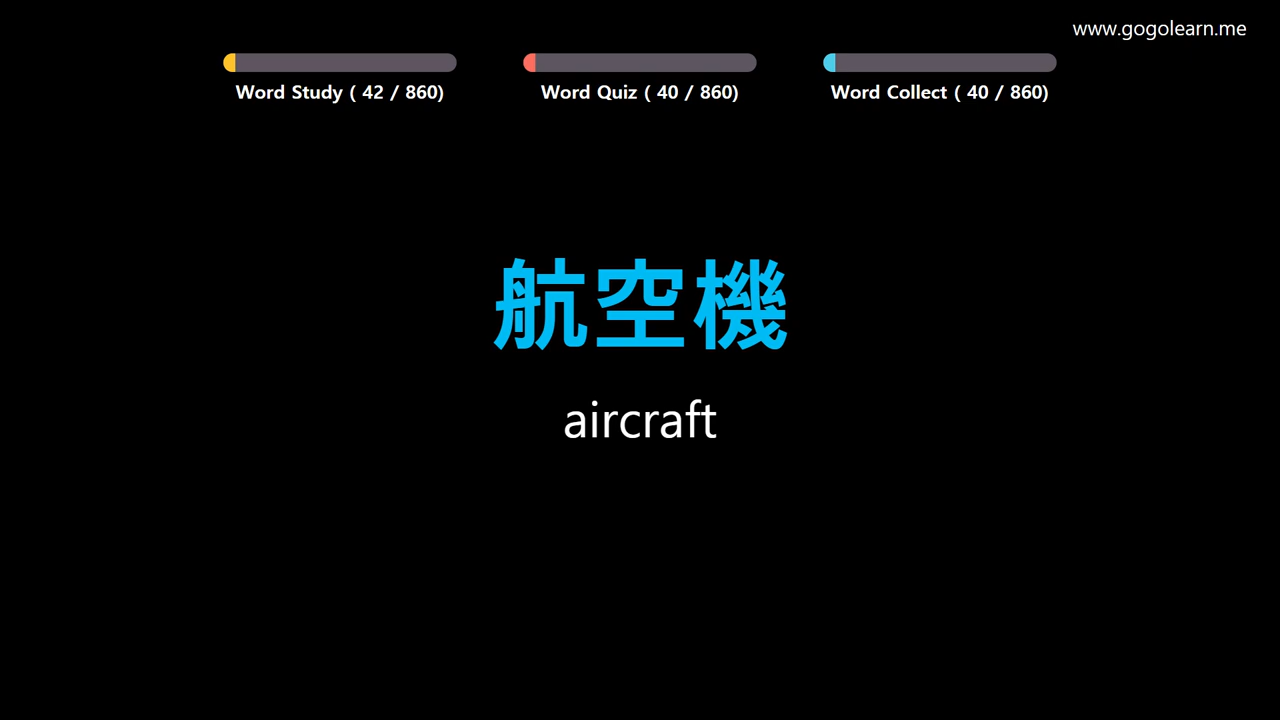 www.gogolearn.me
Word Study ( 42 / 860)
Word Quiz ( 40 / 860)
Word Collect ( 40 / 860)
航空機
aircraft